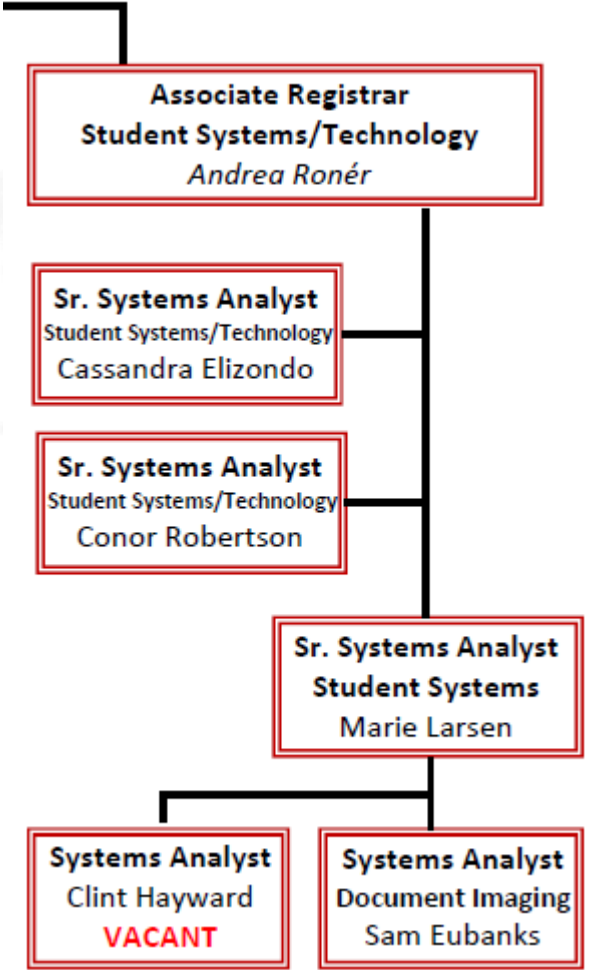 Associate Registrar
Student Systems/Technology
Andrea Ronér
Sr. Systems Analyst
Student Systems/Technology
Cassandra Elizondo
Sr. Systems Analyst
Student Systems/Technology
Conor Robertson
Sr. Systems Analyst
Student Systems
Marie Larsen
Systems Analyst
Clint Hayward
VACANT
Systems Analyst
Document Imaging
Sam Eubanks